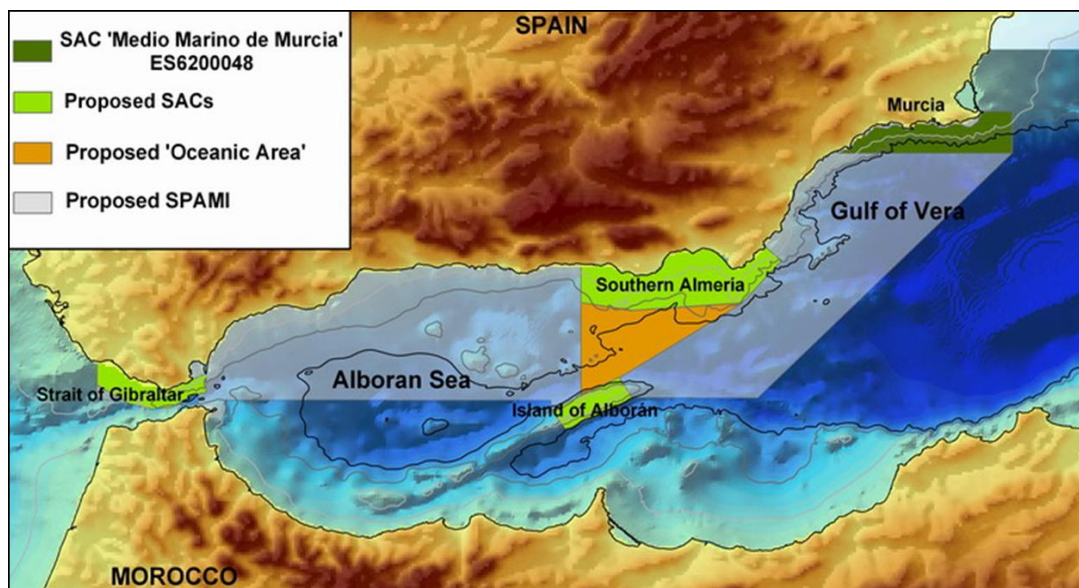 SAC 'Medio Marino de Murcia'
ES6200048
Proposed SACs
Proposed 'Oceanic Area'
Proposed SPAMI
SPAIN
Murcia
Gulf of Vera
Southern Almeria
Alboran Sea
Strait of Gibraltar
Island of Alborán
MOROCCO